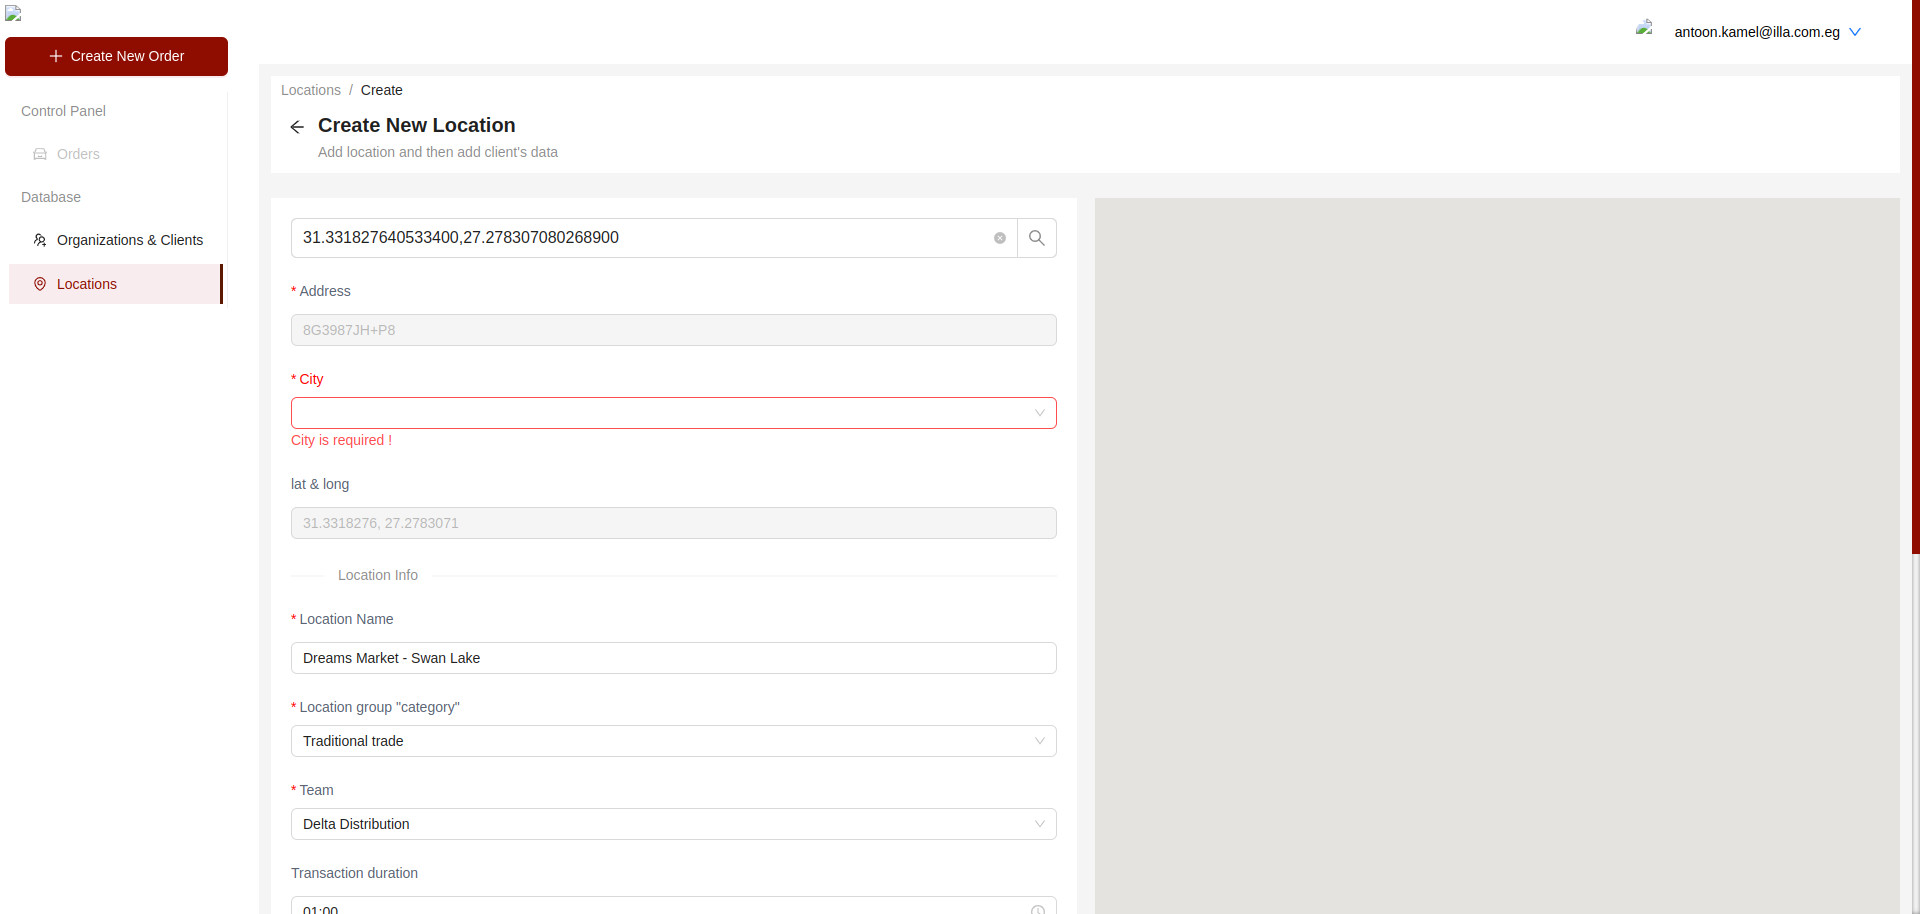 antoon.kamel@illa.com.eg
Create New Order
Control Panel
Orders
Database
Organizations & Clients
Locations
Locations / Create
Create New Location
Add location and then add client's data
31.331827640533400,27.278307080268900
* Address
8G3987JH+P8
* City
City is required !
lat & long
31.3318276, 27.2783071
Location Info
* Location Name
Dreams Market - Swan Lake
* Location group "category"
Traditional trade
* Team
Delta Distribution
Transaction duration
01:00